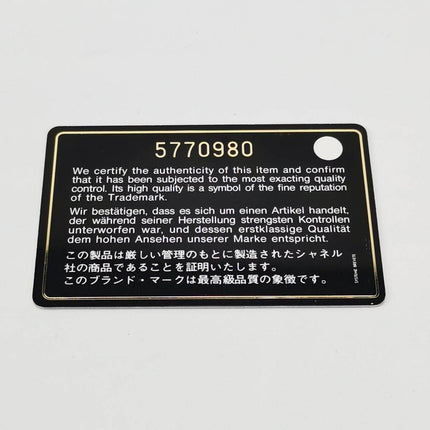 5770980
We certify the authenticity of this item and confirm
that it has been subjected to the most exacting quality
control. Its high quality is a symbol of the fine reputation
of the Trademark.
Wir bestätigen, dass es sich um einen Artikel handelt,
der während seiner Herstellung strengsten Kontrollen
unterworfen war, und dessen erstklassige Qualität
dem hohen Ansehen unserer Marke entspricht.
この製品は厳しい管理のもとに製造されたシャネル
社の商品であることを証明いたします。
このブランド・マークは最高級品質の象徴です。